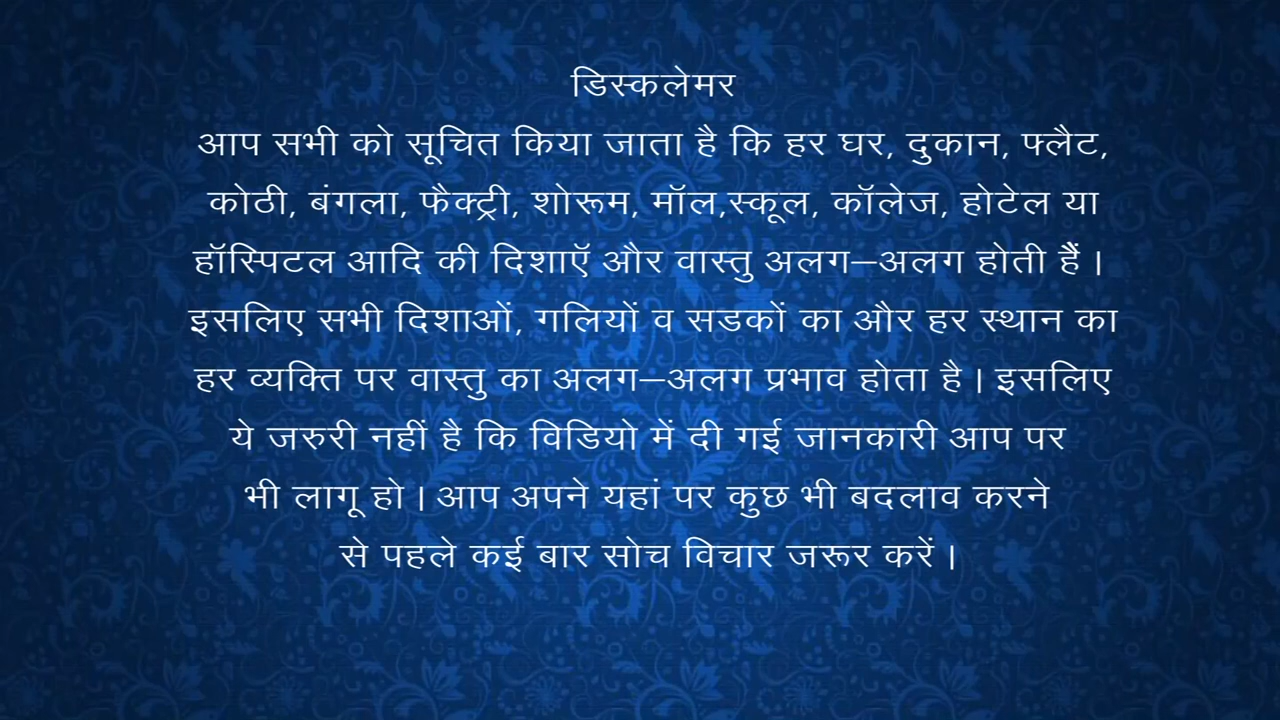 डिस्कलेमर
आप सभी को सूचित किया जाता है कि हर घर, दुकान, फ्लैट,
कोठी, बंगला, फैक्ट्री, शोरूम, मॉल,स्कूल, कॉलेज, होटेल या
हॉस्पिटल आदि की दिशाऍ और वास्तु अलग–अलग होती हैं ।
इसलिए सभी दिशाओं, गलियों व सडकों का और हर स्थान का
हर व्यक्ति पर वास्तु का अलग–अलग प्रभाव होता है । इसलिए
ये जरुरी नहीं है कि विडियो में दी गई जानकारी आप पर
भी लागू हो । आप अपने यहां पर कुछ भी बदलाव करने
से पहले कई बार सोच विचार जरूर करें ।